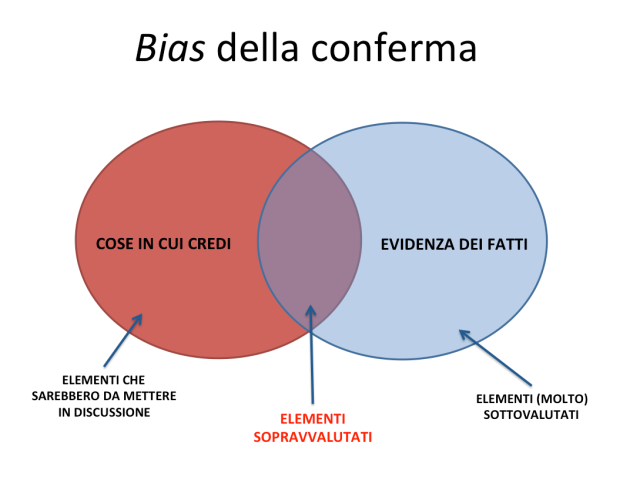 Bias della conferma
COSE IN CUI CREDI
EVIDENZA DEI FATTI
ELEMENTI CHE
SAREBBERO DA METTERE
IN DISCUSSIONE
ELEMENTI
SOPRAVVALUTATI
ELEMENTI (MOLTO)
SOTTOVALUTATI